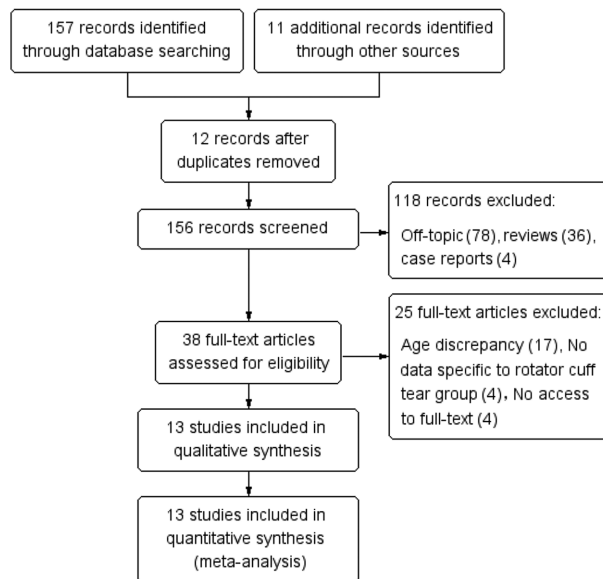 157 records identified
through database searching
11 additional records identified
through other sources
12 records after
duplicates removed
156 records screened
118 records excluded:
Off-topic (78), reviews (36),
case reports (4)
38 full-text articles
assessed for eligibility
25 full-text articles excluded:
Age discrepancy (17), No
data specific to rotator cuff
tear group (4), No access
to full-text (4)
13 studies included in
qualitative synthesis
13 studies included in
quantitative synthesis
(meta-analysis)